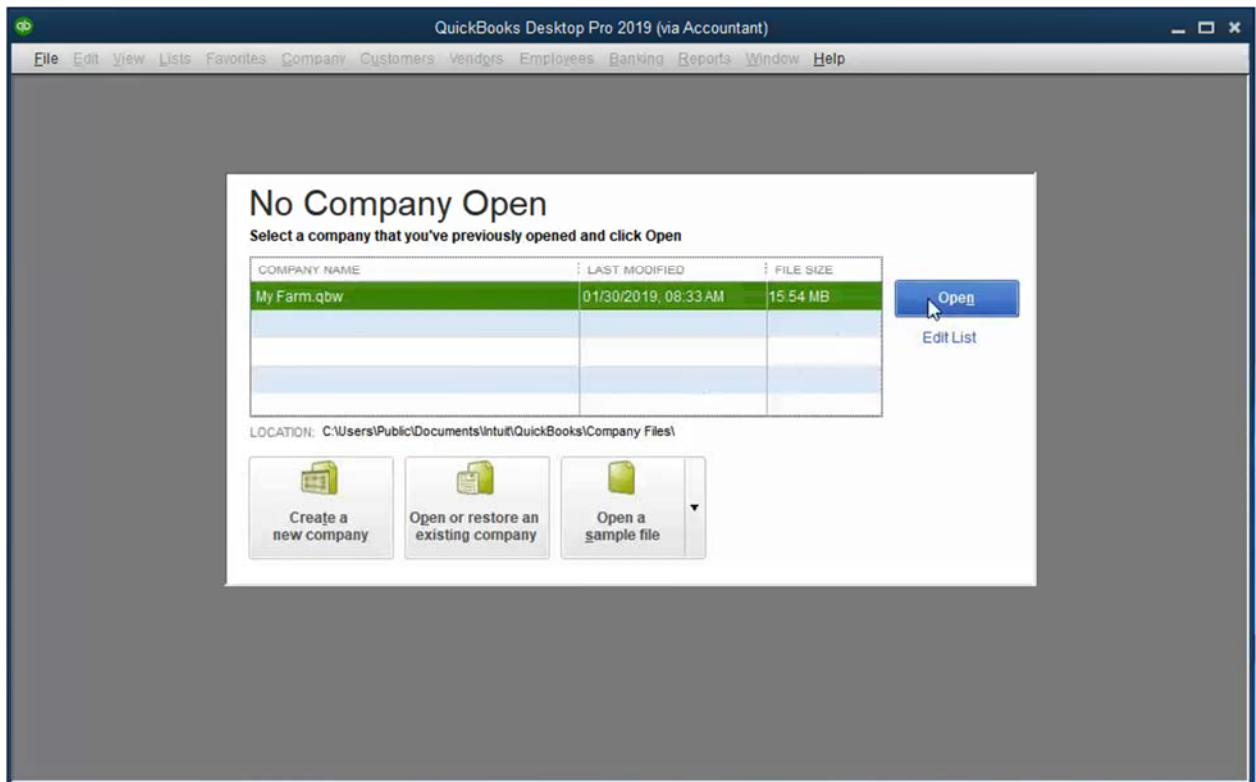 qb QuickBooks Desktop Pro 2019 (via Accountant)
File Edit View Lists Favorites Company Customers Vendors Employees Banking Reports Window Help
No Company Open
Select a company that you've previously opened and click Open
COMPANY NAME LAST MODIFIED FILE SIZE
My Farm.qbw 01/30/2019, 08:33 AM 15.54 MB
Open
Edit List
LOCATION: C:\Users\Public\Documents\Intuit\QuickBooks\Company Files\
Create a
new company
Open or restore an
existing company
Open a
sample file